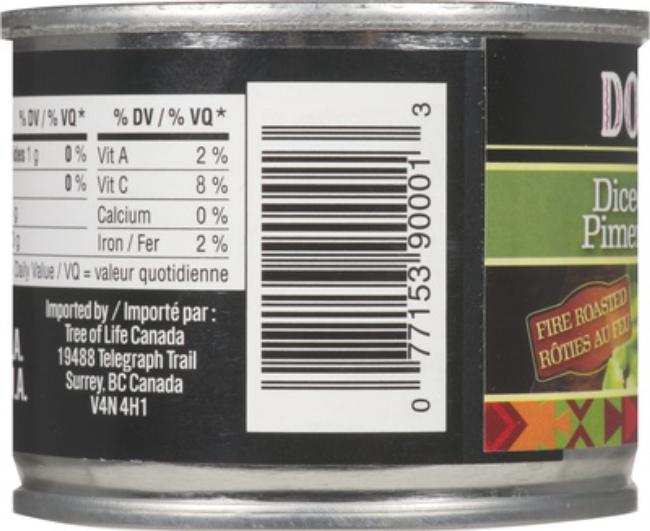 % DV / % VQ*
% DV / % VQ*
1 g 0 %
Vit A 2 %
0 %
Vit C 8 %
g
Calcium 0 %
g
Iron / Fer 2 %
Daily Value / VQ = valeur quotidienne
Imported by / Importé par :
Tree of Life Canada
19488 Telegraph Trail
Surrey, BC Canada
V4N 4H1
A.
.A.
0 77153 90001 3
DO
Dice
Pime
FIRE ROASTED
RÔTIES AU FEU